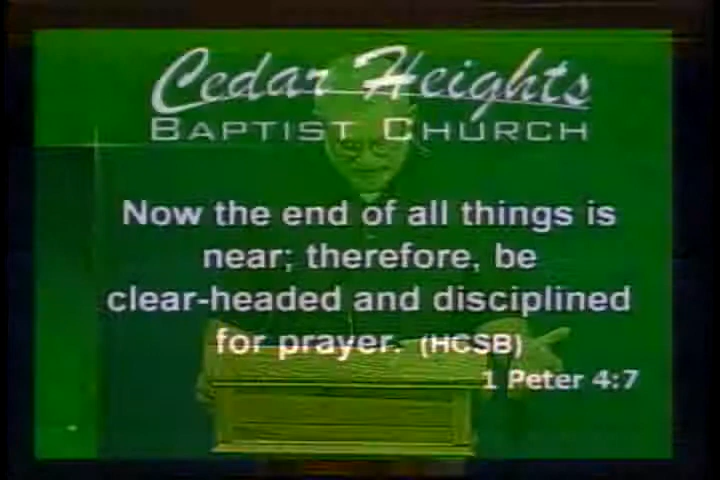 Cedar Heights
BAPTIST CHURCH
Now the end of all things is
near; therefore, be
clear-headed and disciplined
for prayer. (HCSB)
1 Peter 4:7